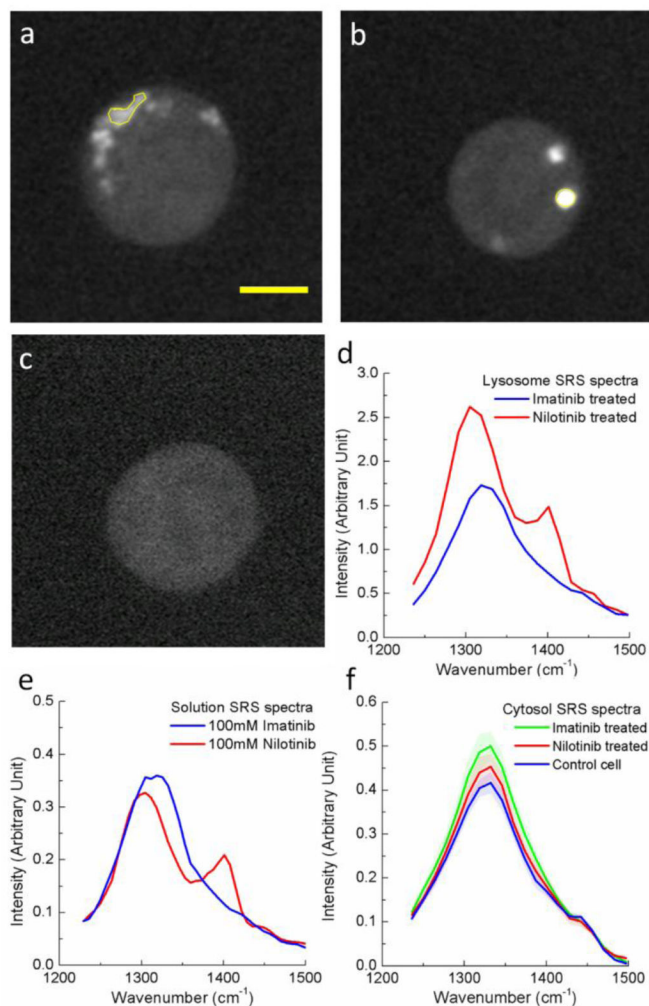 a
b
c
d
3.0
2.5
2.0
1.5
1.0
0.5
0.0
Intensity (Arbitrary Unit)
Lysosome SRS spectra
Imatinib treated
Nilotinib treated
1200 1300 1400 1500
Wavenumber (cm⁻¹)
e
0.5
0.4
0.3
0.2
0.1
0.0
Intensity (Arbitrary Unit)
Solution SRS spectra
100mM Imatinib
100mM Nilotinib
1200 1300 1400 1500
Wavenumber (cm⁻¹)
f
0.6
0.5
0.4
0.3
0.2
0.1
0.0
Intensity (Arbitrary Unit)
Cytosol SRS spectra
Imatinib treated
Nilotinib treated
Control cell
1200 1300 1400 1500
Wavenumber (cm⁻¹)